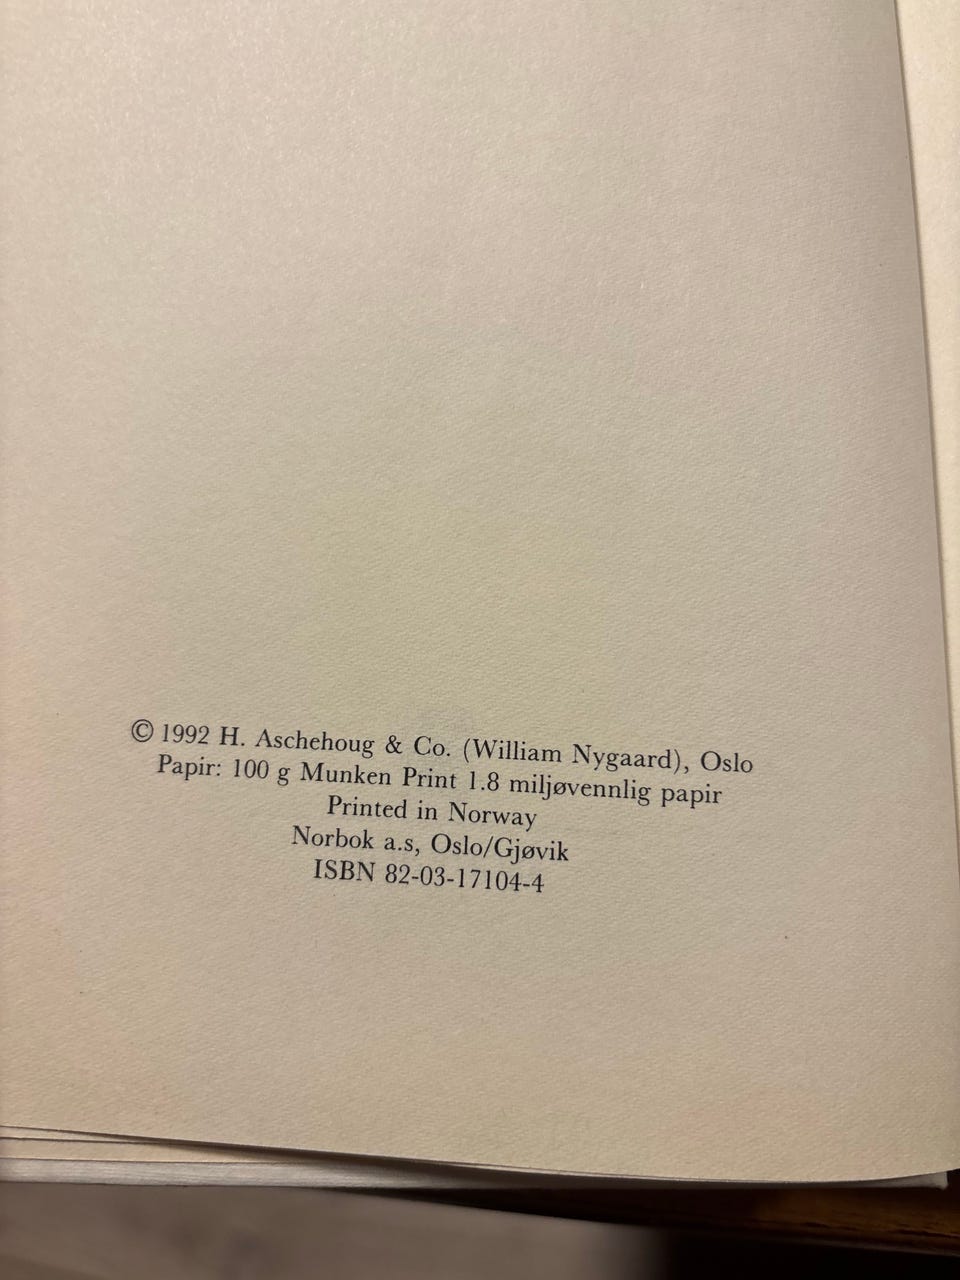 © 1992 H. Aschehoug & Co. (William Nygaard), Oslo
Papir: 100 g Munken Print 1.8 miljøvennlig papir
Printed in Norway
Norbok a.s, Oslo/Gjøvik
ISBN 82-03-17104-4